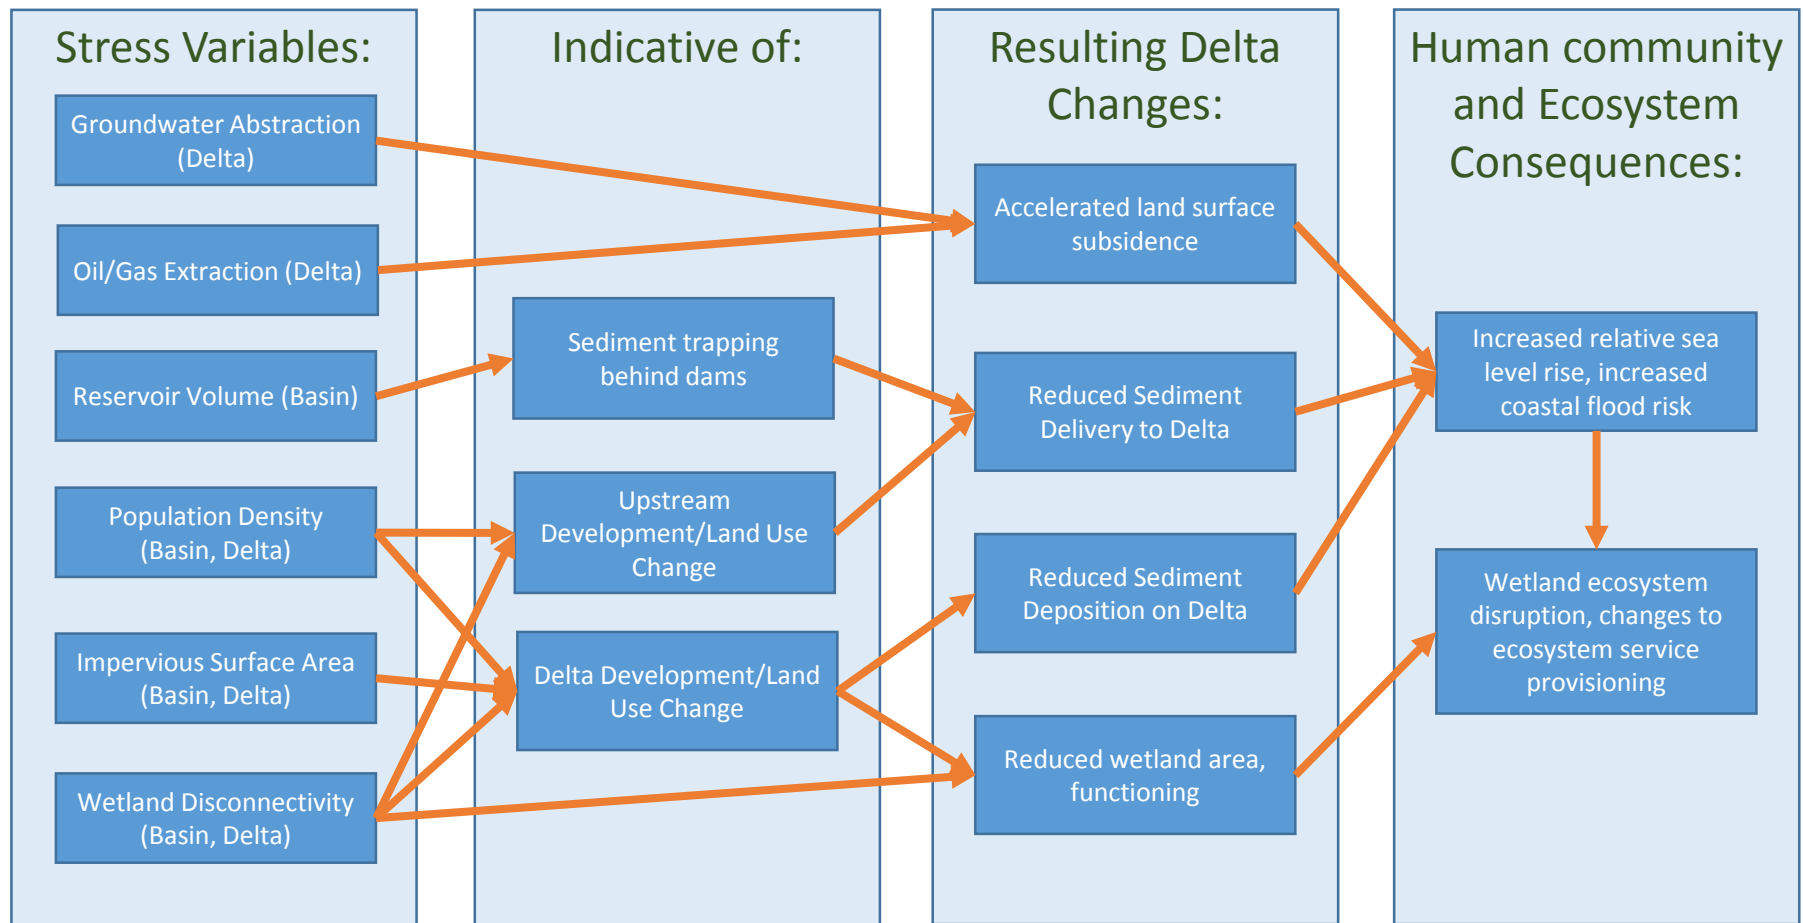 Stress Variables:
Groundwater Abstraction
(Delta)
Oil/Gas Extraction (Delta)
Reservoir Volume (Basin)
Population Density
(Basin, Delta)
Impervious Surface Area
(Basin, Delta)
Wetland Disconnectivity
(Basin, Delta)
Indicative of:
Sediment trapping
behind dams
Upstream
Development/Land Use
Change
Delta Development/Land
Use Change
Resulting Delta
Changes:
Accelerated land surface
subsidence
Reduced Sediment
Delivery to Delta
Reduced Sediment
Deposition on Delta
Reduced wetland area,
functioning
Human community
and Ecosystem
Consequences:
Increased relative sea
level rise, increased
coastal flood risk
Wetland ecosystem
disruption, changes to
ecosystem service
provisioning